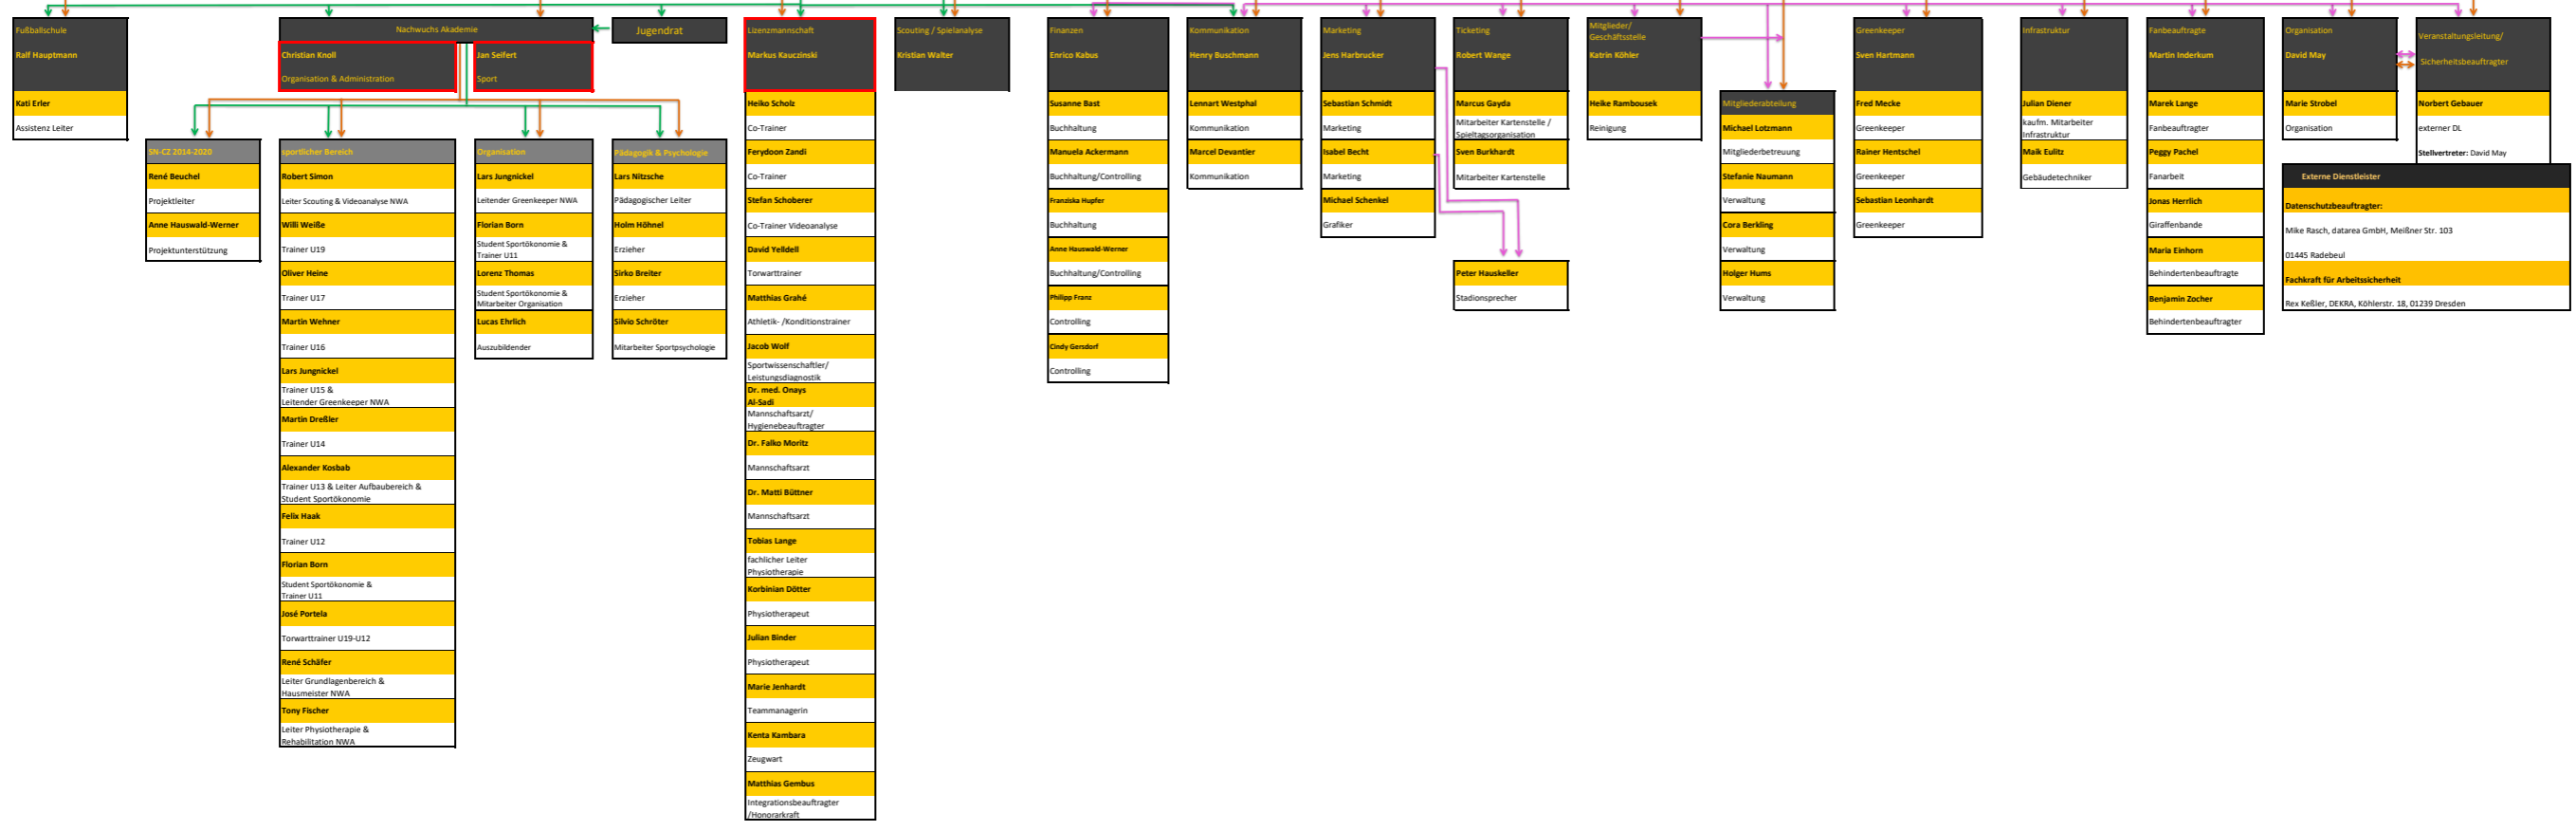 Fußballschule
Ralf Hauptmann
Kati Erler
Assistenz Leiter
Nachwuchs Akademie
Christian Knoll
Organisation & Administration
Jan Seifert
Sport
Jugendrat
SN-CZ 2014-2020
René Beuchel
Projektleiter
Anne Hauswald-Werner
Projektunterstützung
sportlicher Bereich
Robert Simon
Leiter Scouting & Videoanalyse NWA
Willi Weiße
Trainer U19
Oliver Heine
Trainer U17
Martin Wehner
Trainer U16
Lars Jungnickel
Trainer U15 &
Leitender Greenkeeper NWA
Martin Dreßler
Trainer U14
Alexander Kosbab
Trainer U13 & Leiter Aufbaubereich &
Student Sportökonomie
Felix Haak
Trainer U12
Florian Born
Student Sportökonomie &
Trainer U11
José Portela
Torwarttrainer U19-U12
René Schäfer
Leiter Grundlagenbereich &
Hausmeister NWA
Tony Fischer
Leiter Physiotherapie &
Rehabilitation NWA
Organisation
Lars Jungnickel
Leitender Greenkeeper NWA
Florian Born
Student Sportökonomie &
Trainer U11
Lorenz Thomas
Student Sportökonomie &
Mitarbeiter Organisation
Lucas Ehrlich
Auszubildender
Pädagogik & Psychologie
Lars Nitzsche
Pädagogischer Leiter
Holm Höhnel
Erzieher
Sirko Breiter
Erzieher
Silvio Schröter
Mitarbeiter Sportpsychologie
Lizenzmannschaft
Markus Kauczinski
Heiko Scholz
Co-Trainer
Ferydoon Zandi
Co-Trainer
Stefan Schoberer
Co-Trainer Videoanalyse
David Yelldell
Torwarttrainer
Matthias Grahé
Athletik- /Konditionstrainer
Jacob Wolf
Sportwissenschaftler/
Leistungsdiagnostik
Dr. med. Onays
Al-Sadi
Mannschaftsarzt/
Hygienebeauftragter
Dr. Falko Moritz
Mannschaftsarzt
Dr. Matti Büttner
Mannschaftsarzt
Tobias Lange
fachlicher Leiter
Physiotherapie
Korbinian Dötter
Physiotherapeut
Julian Binder
Physiotherapeut
Marie Jenhardt
Teammanagerin
Kenta Kambara
Zeugwart
Matthias Gembus
Integrationsbeauftragter
/Honorarkraft
Scouting / Spielanalyse
Kristian Walter
Finanzen
Enrico Kabus
Susanne Bast
Buchhaltung
Manuela Ackermann
Buchhaltung/Controlling
Franziska Hupfer
Buchhaltung
Anne Hauswald-Werner
Buchhaltung/Controlling
Philipp Franz
Controlling
Cindy Gersdorf
Controlling
Kommunikation
Henry Buschmann
Lennart Westphal
Kommunikation
Marcel Devantier
Kommunikation
Marketing
Jens Harbrucker
Sebastian Schmidt
Marketing
Isabel Becht
Marketing
Michael Schenkel
Grafiker
Ticketing
Robert Wange
Marcus Gayda
Mitarbeiter Kartenstelle /
Spieltagsorganisation
Sven Burkhardt
Mitarbeiter Kartenstelle
Peter Hauskeller
Stadionsprecher
Mitglieder/
Geschäftsstelle
Katrin Köhler
Heike Rambousek
Reinigung
Mitgliederabteilung
Michael Lotzmann
Mitgliederbetreuung
Stefanie Naumann
Verwaltung
Cora Berkling
Verwaltung
Holger Hums
Verwaltung
Greenkeeper
Sven Hartmann
Fred Mecke
Greenkeeper
Rainer Hentschel
Greenkeeper
Sebastian Leonhardt
Greenkeeper
Infrastruktur
Julian Diener
kaufm. Mitarbeiter
Infrastruktur
Maik Eulitz
Gebäudetechniker
Fanbeauftragte
Martin Inderkum
Marek Lange
Fanbeauftragter
Peggy Pachel
Fanarbeit
Jonas Herrlich
Giraffenbande
Maria Einhorn
Behindertenbeauftragte
Benjamin Zocher
Behindertenbeauftragter
Organisation
David May
Marie Strobel
Organisation
Veranstaltungsleitung/
Sicherheitsbeauftragter
Norbert Gebauer
externer DL
Stellvertreter: David May
Externe Dienstleister
Datenschutzbeauftragter:
Mike Rasch, datarea GmbH, Meißner Str. 103
01445 Radebeul
Fachkraft für Arbeitssicherheit
Rex Keßler, DEKRA, Köhlerstr. 18, 01239 Dresden